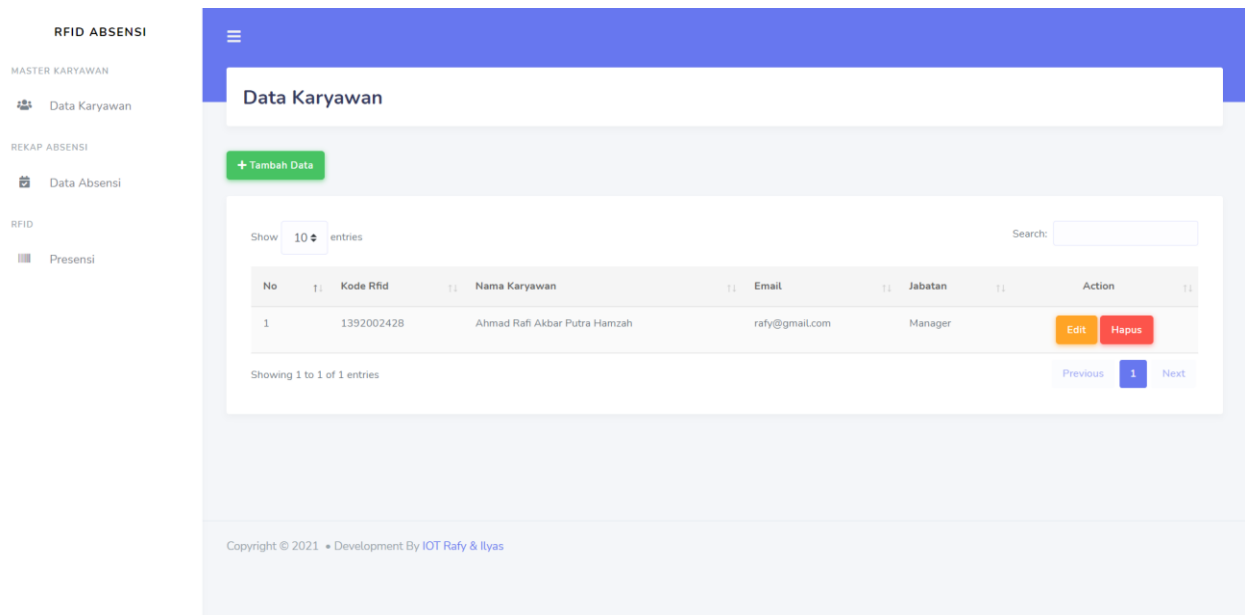 RFID ABSENSI
MASTER KARYAWAN
Data Karyawan
REKAP ABSENSI
Data Absensi
RFID
Presensi
Data Karyawan
+ Tambah Data
Show 10 entries
Search:
No Kode Rfid Nama Karyawan Email Jabatan Action
1 1392002428 Ahmad Rafi Akbar Putra Hamzah rafy@gmail.com Manager Edit Hapus
Showing 1 to 1 of 1 entries
Previous 1 Next
Copyright © 2021 • Development By IOT Rafy & Ilyas